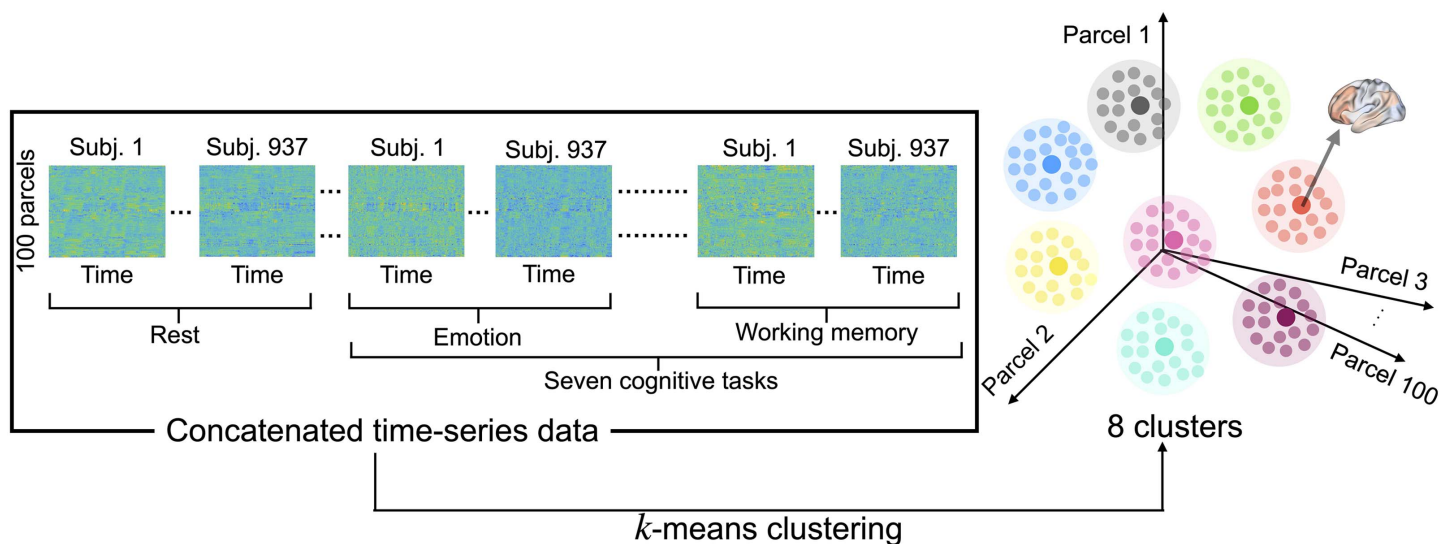 100 parcels
Subj. 1 Subj. 937 Subj. 1 Subj. 937 Subj. 1 Subj. 937
... ... ... ......... ...
... .........
Time Time Time Time Time Time
Rest Emotion Working memory
Seven cognitive tasks
Concatenated time-series data
k-means clustering
Parcel 1
Parcel 3
...
Parcel 100
Parcel 2
8 clusters